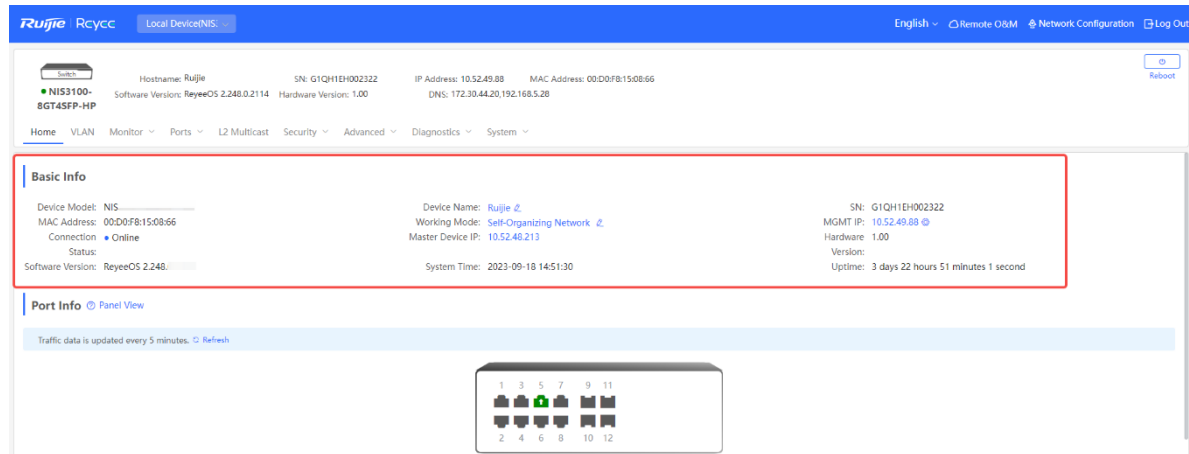 Ruijie | Reyee Local Device(NIS: English Remote O&M Network Configuration Log Out
Switch
Reboot
Hostname: Ruijie SN: G1QH1EH002322 IP Address: 10.52.49.88 MAC Address: 00:D0:F8:15:08:66
NIS3100-8GT4SFP-HP
Software Version: ReyeeOS 2.248.0.2114 Hardware Version: 1.00 DNS: 172.30.44.20,192.168.5.28
Home VLAN Monitor Ports L2 Multicast Security Advanced Diagnostics System
Basic Info
Device Model: NIS Device Name: Ruijie SN: G1QH1EH002322
MAC Address: 00:D0:F8:15:08:66 Working Mode: Self-Organizing Network MGMT IP: 10.52.49.88
Connection Status: Online Master Device IP: 10.52.48.213 Hardware Version: 1.00
Software Version: ReyeeOS 2.248. System Time: 2023-09-18 14:51:30 Uptime: 3 days 22 hours 51 minutes 1 second
Port Info Panel View
Traffic data is updated every 5 minutes. Refresh
1 3 5 7 9 11
2 4 6 8 10 12